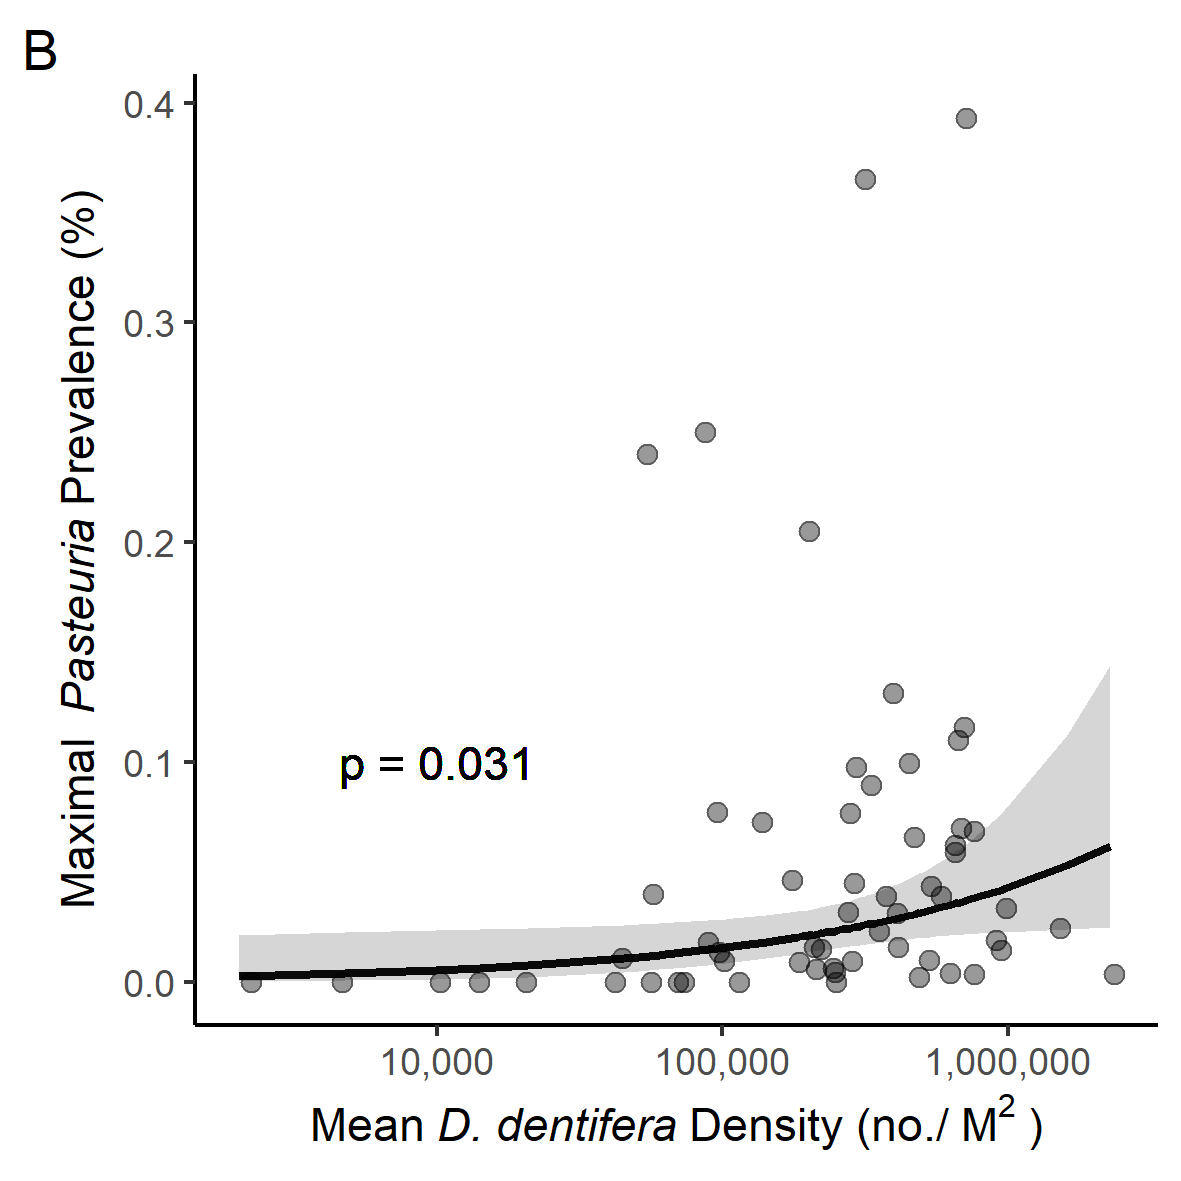 B
0.4
0.3
0.2
0.1
0.0
Maximal Pasteuria Prevalence (%)
p = 0.031
10,000
100,000
1,000,000
Mean D. dentifera Density (no./ M2 )